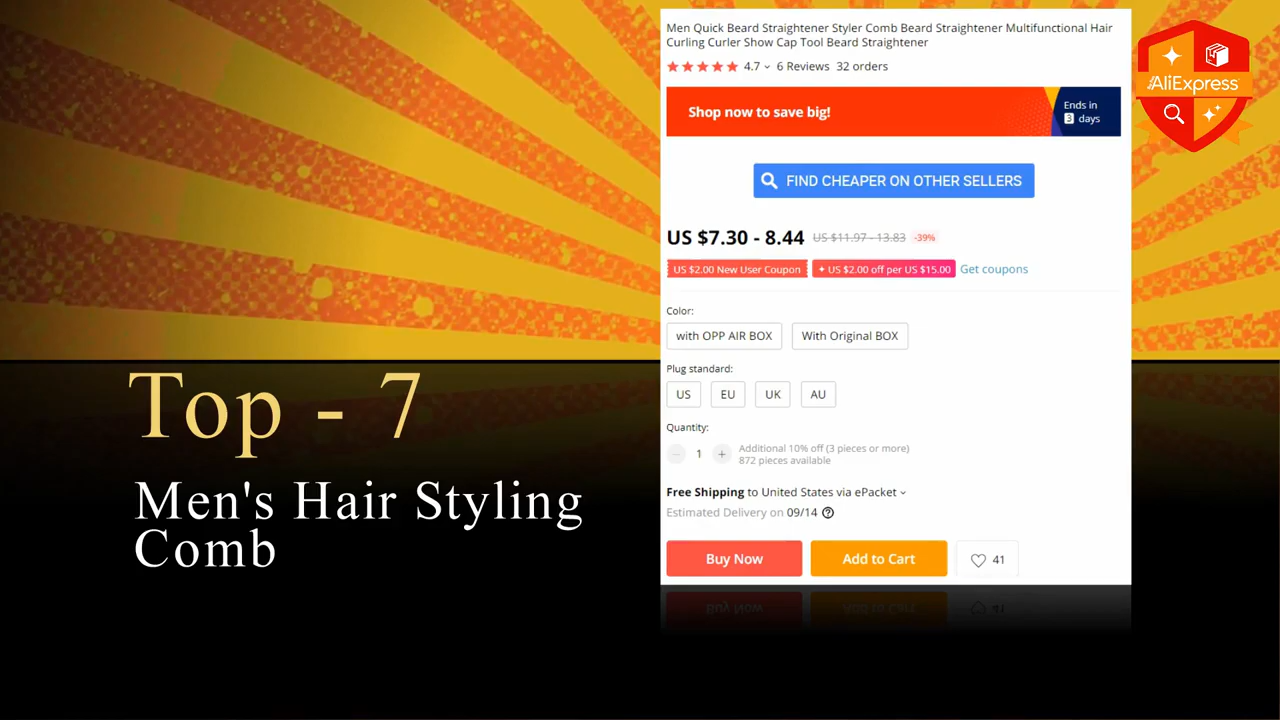 Men Quick Beard Straightener Styler Comb Beard Straightener Multifunctional Hair
Curling Curler Show Cap Tool Beard Straightener
4.7 6 Reviews 32 orders
Shop now to save big!
Ends in
3 days
FIND CHEAPER ON OTHER SELLERS
US $7.30 - 8.44 US $11.97 - 13.83 -39%
US $2.00 New User Coupon US $2.00 off per US $15.00 Get coupons
Color:
with OPP AIR BOX With Original BOX
Plug standard:
US EU UK AU
Quantity:
1 + Additional 10% off (3 pieces or more)
872 pieces available
Free Shipping to United States via ePacket
Estimated Delivery on 09/14 ?
Buy Now Add to Cart 41
AliExpress
Top - 7
Men's Hair Styling
Comb